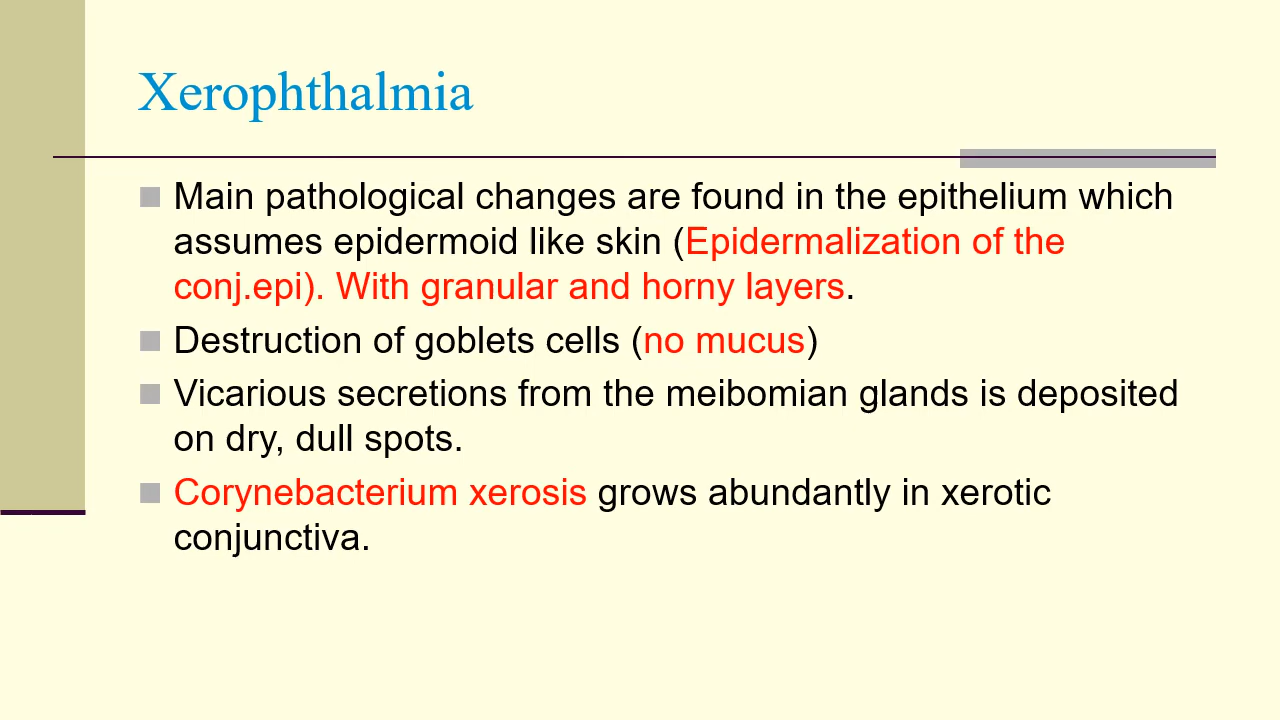 Xerophthalmia
Main pathological changes are found in the epithelium which
assumes epidermoid like skin (Epidermalization of the
conj.epi). With granular and horny layers.
Destruction of goblets cells (no mucus)
Vicarious secretions from the meibomian glands is deposited
on dry, dull spots.
Corynebacterium xerosis grows abundantly in xerotic
conjunctiva.